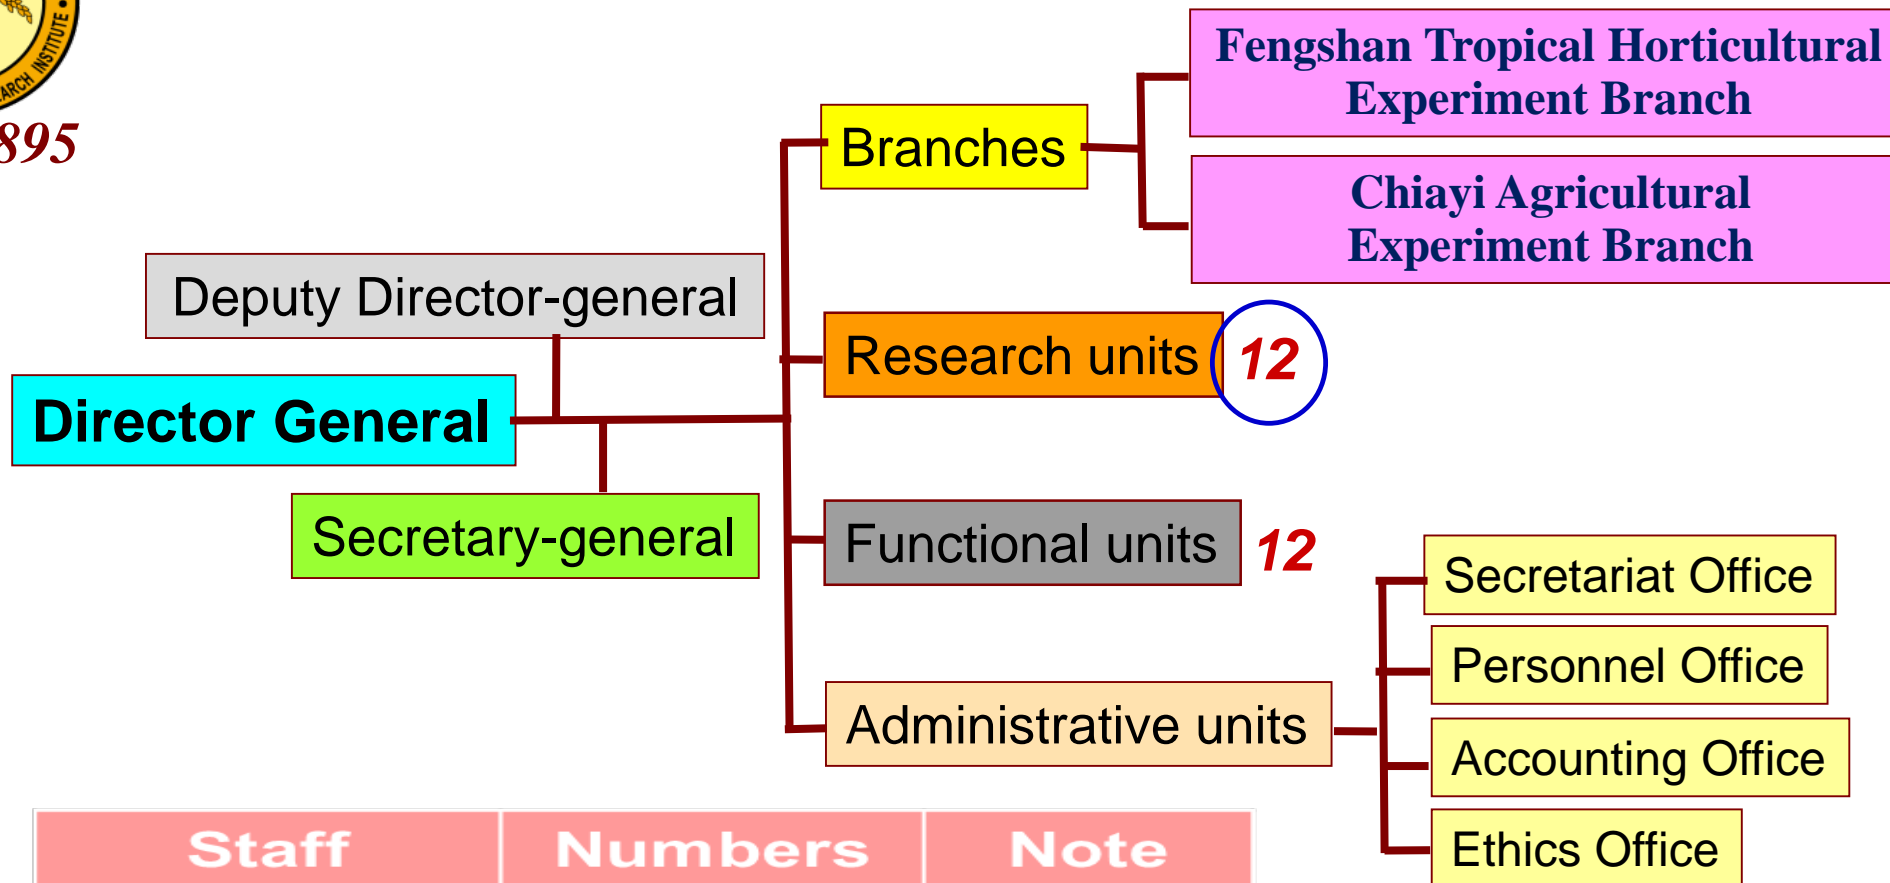 INSTITUTE
895
Fengshan Tropical Horticultural
Experiment Branch
Branches
Chiayi Agricultural
Experiment Branch
Deputy Director-general
Research units 12
Director General
Secretary-general
Functional units 12
Secretariat Office
Personnel Office
Administrative units
Accounting Office
Ethics Office
Staff Numbers Note